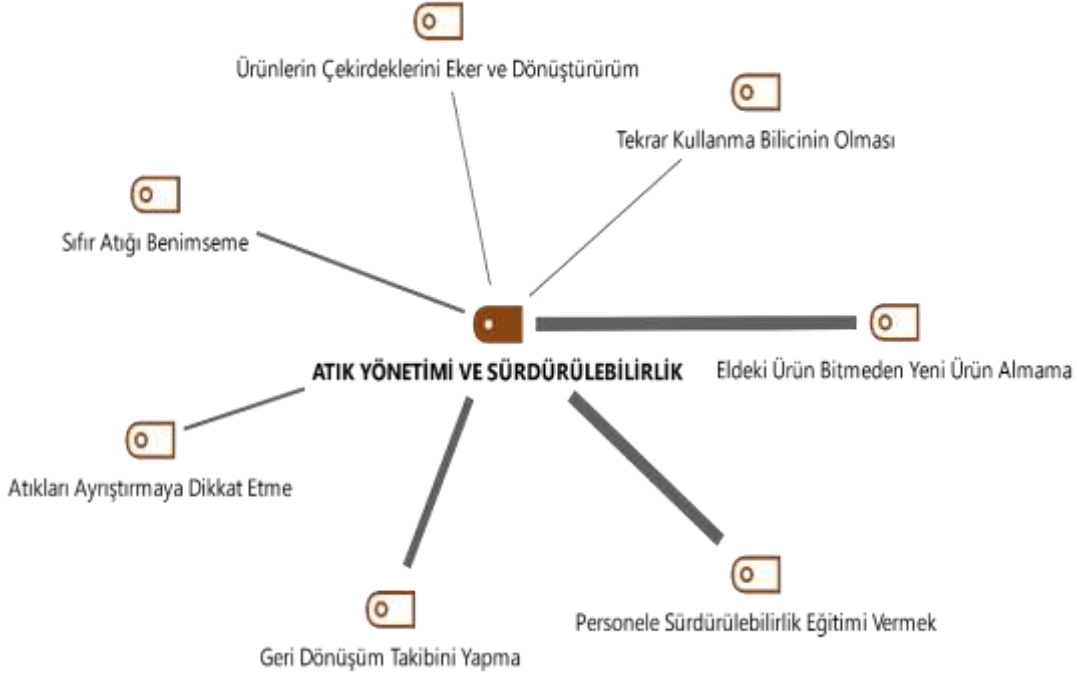 Ürünlerin Çekirdeklerini Eker ve Dönüştürürüm
Tekrar Kullanma Bilicinin Olması
Sıfır Atığı Benimseme
ATIK YÖNETİMİ VE SÜRDÜRÜLEBİLİRLİK
Eldeki Ürün Bitmeden Yeni Ürün Almama
Atıkları Ayrıştırmaya Dikkat Etme
Personele Sürdürülebilirlik Eğitimi Vermek
Geri Dönüşüm Takibini Yapma